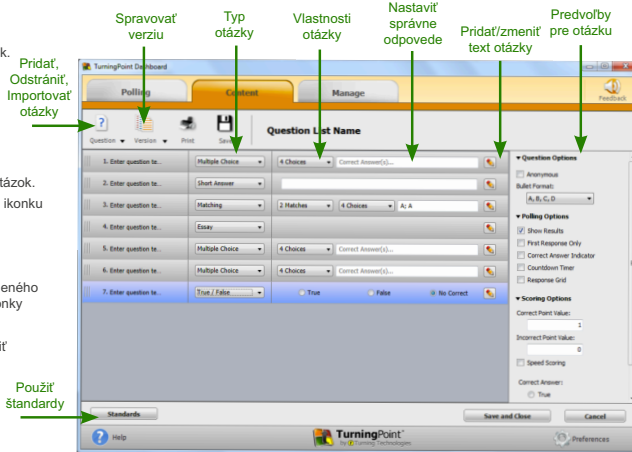 Spravovať
verziu
Typ
otázky
Vlastnosti
otázky
Nastaviť
správne
odpovede
Pridať/zmeniť
text otázky
Predvoľby
pre otázku
k.
Pridať,
Odstrániť,
Importovať
otázky
tázok.
ikonku
eného
onky
iť
Použiť
štandardy
TurningPoint Dashboard
Polling
Content
Manage
Feedback
Question
Version
Print
Save
Question List Name
1. Enter question te...
Multiple Choice
4 Choices
Correct Answer(s)...
2. Enter question te...
Short Answer
3. Enter question te...
Matching
2 Matches
4 Choices
A; A
4. Enter question te...
Essay
5. Enter question te...
Multiple Choice
4 Choices
Correct Answer(s)...
6. Enter question te...
Multiple Choice
4 Choices
Correct Answer(s)...
7. Enter question te...
True / False
True
False
No Correct
Question Options
Anonymous
Bullet Format:
A, B, C, D
Polling Options
Show Results
First Response Only
Correct Answer Indicator
Countdown Timer
Response Grid
Scoring Options
Correct Point Value:
1
Incorrect Point Value:
0
Speed Scoring
Correct Answer:
True
Standards
Save and Close
Cancel
Help
TurningPoint
by Turning Technologies
Preferences